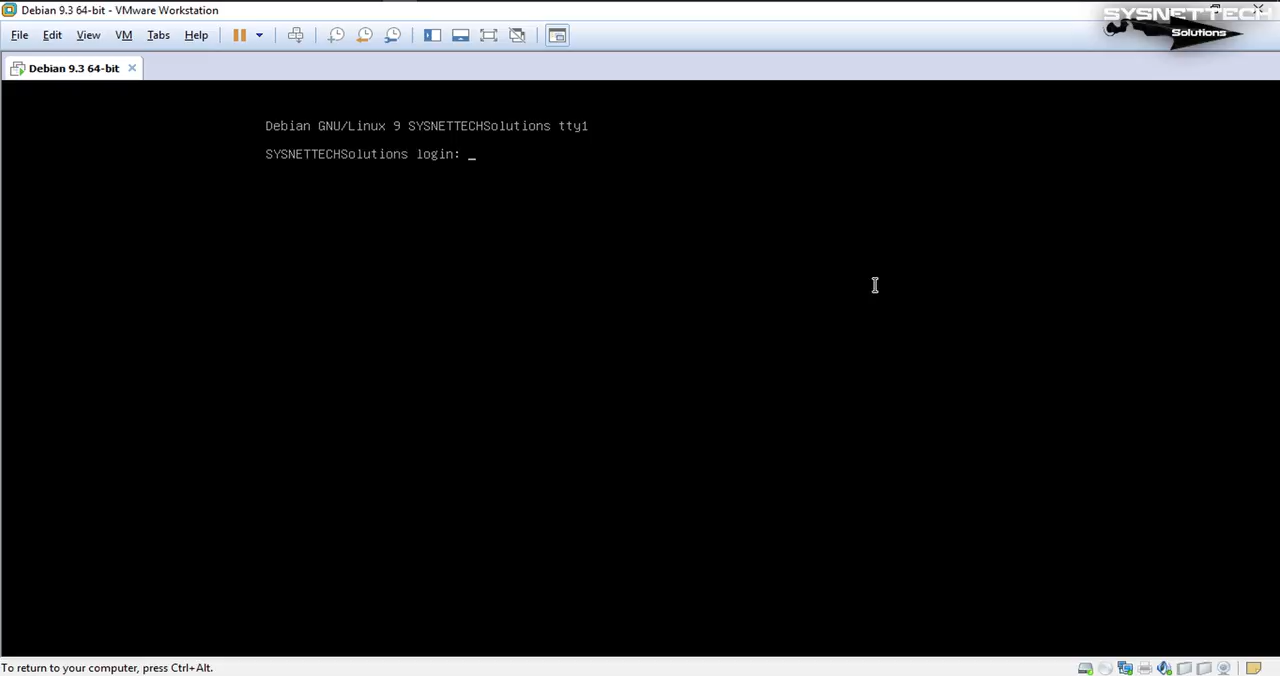 Debian 9.3 64-bit - VMware Workstation
SYSNETTECH
Solutions
File Edit View VM Tabs Help
Debian 9.3 64-bit
Debian GNU/Linux 9 SYSNETTECHSolutions tty1
SYSNETTECHSolutions login: _
To return to your computer, press Ctrl+Alt.